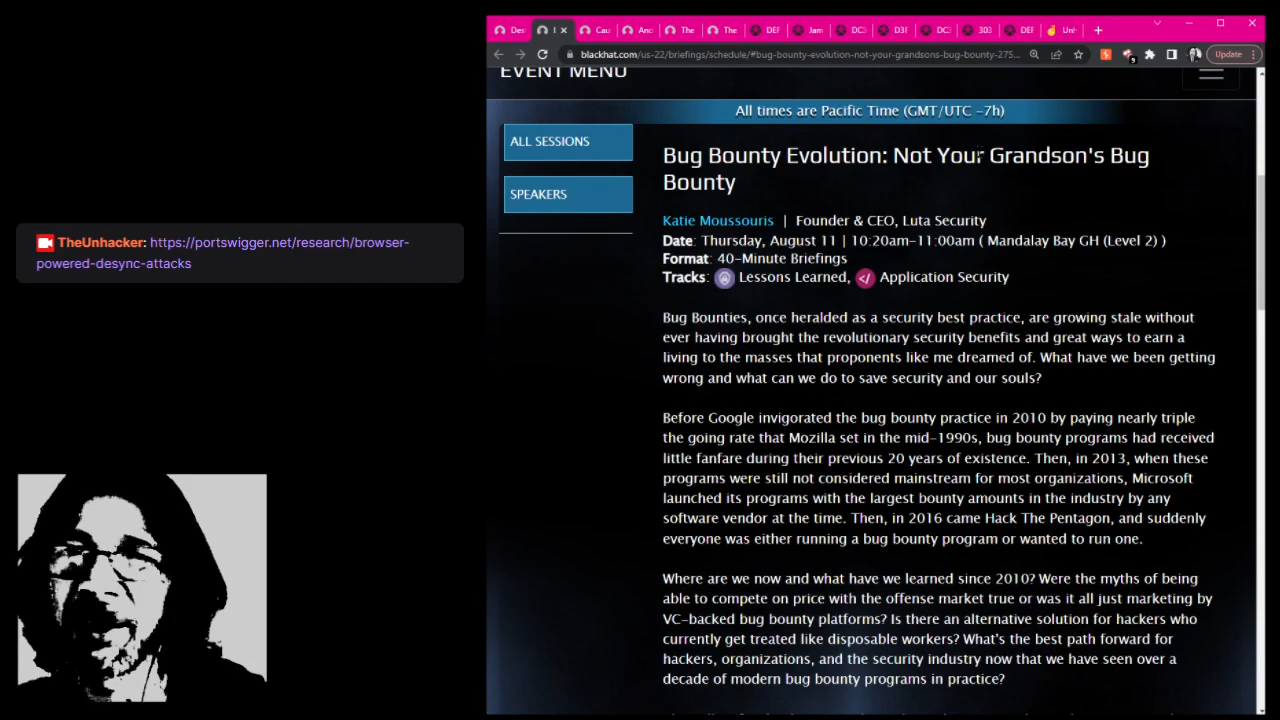 Des
I
Cau
Ano
The
The
DEF
Jam
DC3
D3F
DC3
303
DEF
Unh
blackhat.com/us-22/briefings/schedule/#bug-bounty-evolution-not-your-grandsons-bug-bounty-275...
9
Update
EVENT MENU
All times are Pacific Time (GMT/UTC -7h)
ALL SESSIONS
SPEAKERS
Bug Bounty Evolution: Not Your Grandson's Bug
Bounty
Katie Moussouris | Founder & CEO, Luta Security
Date: Thursday, August 11 | 10:20am-11:00am ( Mandalay Bay GH (Level 2) )
Format: 40-Minute Briefings
Tracks: Lessons Learned, Application Security
Bug Bounties, once heralded as a security best practice, are growing stale without
ever having brought the revolutionary security benefits and great ways to earn a
living to the masses that proponents like me dreamed of. What have we been getting
wrong and what can we do to save security and our souls?
Before Google invigorated the bug bounty practice in 2010 by paying nearly triple
the going rate that Mozilla set in the mid-1990s, bug bounty programs had received
little fanfare during their previous 20 years of existence. Then, in 2013, when these
programs were still not considered mainstream for most organizations, Microsoft
launched its programs with the largest bounty amounts in the industry by any
software vendor at the time. Then, in 2016 came Hack The Pentagon, and suddenly
everyone was either running a bug bounty program or wanted to run one.
Where are we now and what have we learned since 2010? Were the myths of being
able to compete on price with the offense market true or was it all just marketing by
VC-backed bug bounty platforms? Is there an alternative solution for hackers who
currently get treated like disposable workers? What's the best path forward for
hackers, organizations, and the security industry now that we have seen over a
decade of modern bug bounty programs in practice?
TheUnhacker: https://portswigger.net/research/browser-
powered-desync-attacks